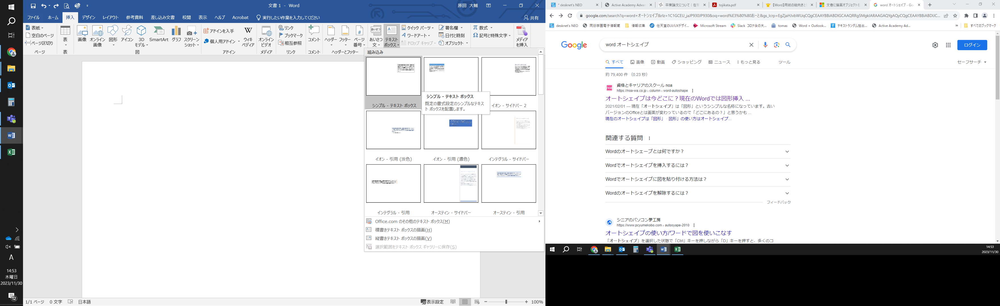 文書 1 - Word
原田 大輔
ファイル
ホーム
挿入
デザイン
レイアウト
参考資料
差し込み文書
校閲
表示
ヘルプ
Acrobat
実行したい作業を入力してください
共有
表紙
空白のページ
ページ区切り
ページ
表
表
画像
オンライン
画像
図形
アイコン
3D
モデル
SmartArt
グラフ
スクリーン
ショット
図
アドインを入手
個人用アドイン
アドイン
W
ウィキ
ペディア
オンライン
ビデオ
メディア
リンク
ブックマーク
相互参照
リンク
コメント
コメント
ヘッダー
フッター
ページ
番号
ヘッダーとフッター
あいさつ
あいさつ
文
テキスト
ボックス
クイック パーツ
ワードアート
ドロップ キャップ
署名欄
日付と時刻
オブジェクト
π 数式
Ω 記号と特殊文字
メディア
を挿入
組み込み
シンプル - テキスト ボックス
シンプル - テキスト ボックス
既定の書式設定のシンプルなテキス
ト ボックスを配置します。
イオン - サイドバー 2
イオン - 引用 (淡色)
イオン - 引用 (濃色)
インテグラル - サイドバー
インテグラル - 引用
オースティン - サイドバー
オースティン - 引用
Office.com のその他のテキスト ボックス(M)
横書きテキスト ボックスの描画(H)
縦書きテキスト ボックスの描画(V)
選択範囲をテキスト ボックス ギャラリーに保存(S)
1/1 ページ
0 文字
日本語
表示設定
100%
A
14:53
木曜日
2023/11/30
12
* desknet's NEO
Active Academy Advan
卒業論文について | 在学
tojikata.pdf
【Word】用紙の縦向きと
文書に描画オブジェクトを
word オートシェイプ - Goo
google.com/search?q=word+オートシェイプ&rlz=1C1GCEU_jaJP930JP930&oq=word%E3%80%80おーと&gs_lcrp=EgZjaHJvbWUqCQgCEAAYBBiABDIGCAAQRRg5MgkIARAAGAQYgAQyCQgCEAAYBBiABDIJC...
desknet's NEO
同朋学園電子情報蔵
情報収集
任天堂のUI/UXデザイ...
Microsoft Stream
Slack コロナ後の大...
tomas
Word + Outlook...
テキストランダム抽出...
Active Academy Ad...
すべてのブックマーク
Google
word オートシェイプ
ログイン
すべて
画像
動画
ショッピング
ニュース
もっと見る
ツール
セーフサーチ
約 79,400 件 （0.23 秒）
noa
資格とキャリアのスクール noa
https://noa-wa.co.jp › column › word-autoshape
オートシェイプは今どこに？現在のWordでは図形挿入 ...
2021/02/01 — 現在「オートシェイプ」は「図形」というシンプルな名称になっています。古い
バージョンのOfficeとは画面が変わっているので「どこにあるの？」と思うかも ...
現在のオートシェイプは「図形」 · 図形」の使い方はオートシェイプ...
関連する質問
Wordのオートシェープとは何ですか？
Wordでオートシェイプを挿入するには？
Wordでオートシェイプに図を貼り付ける方法は？
Wordのオートシェイプを解除するには？
フィードバック
シニアのパソコン夢工房
https://www.pcyumekobo.com › autosyape-2010
オートシェイプの使い方/ワードで図を使いこなす
「オートシェイプ」を選択した状態で「Ctrl」キーを押しながら「D」キーを押すと、多くのコ
14:53
2023/11/30